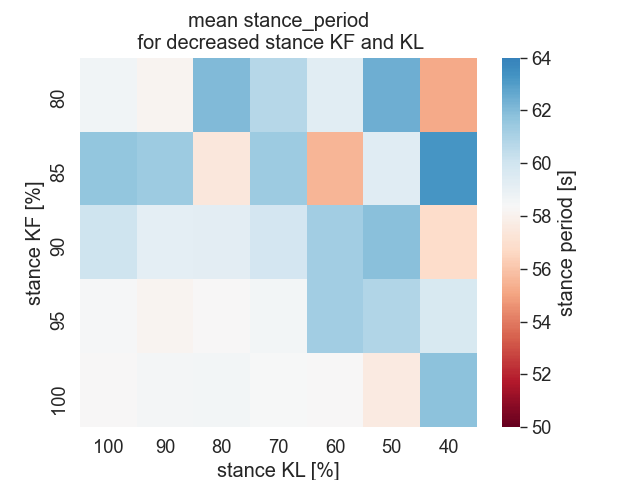 mean stance_period
for decreased stance KF and KL
80
85
90
95
100
stance KF [%]
100 90 80 70 60 50 40
stance KL [%]
64
62
60
58
56
54
52
50
stance period [s]